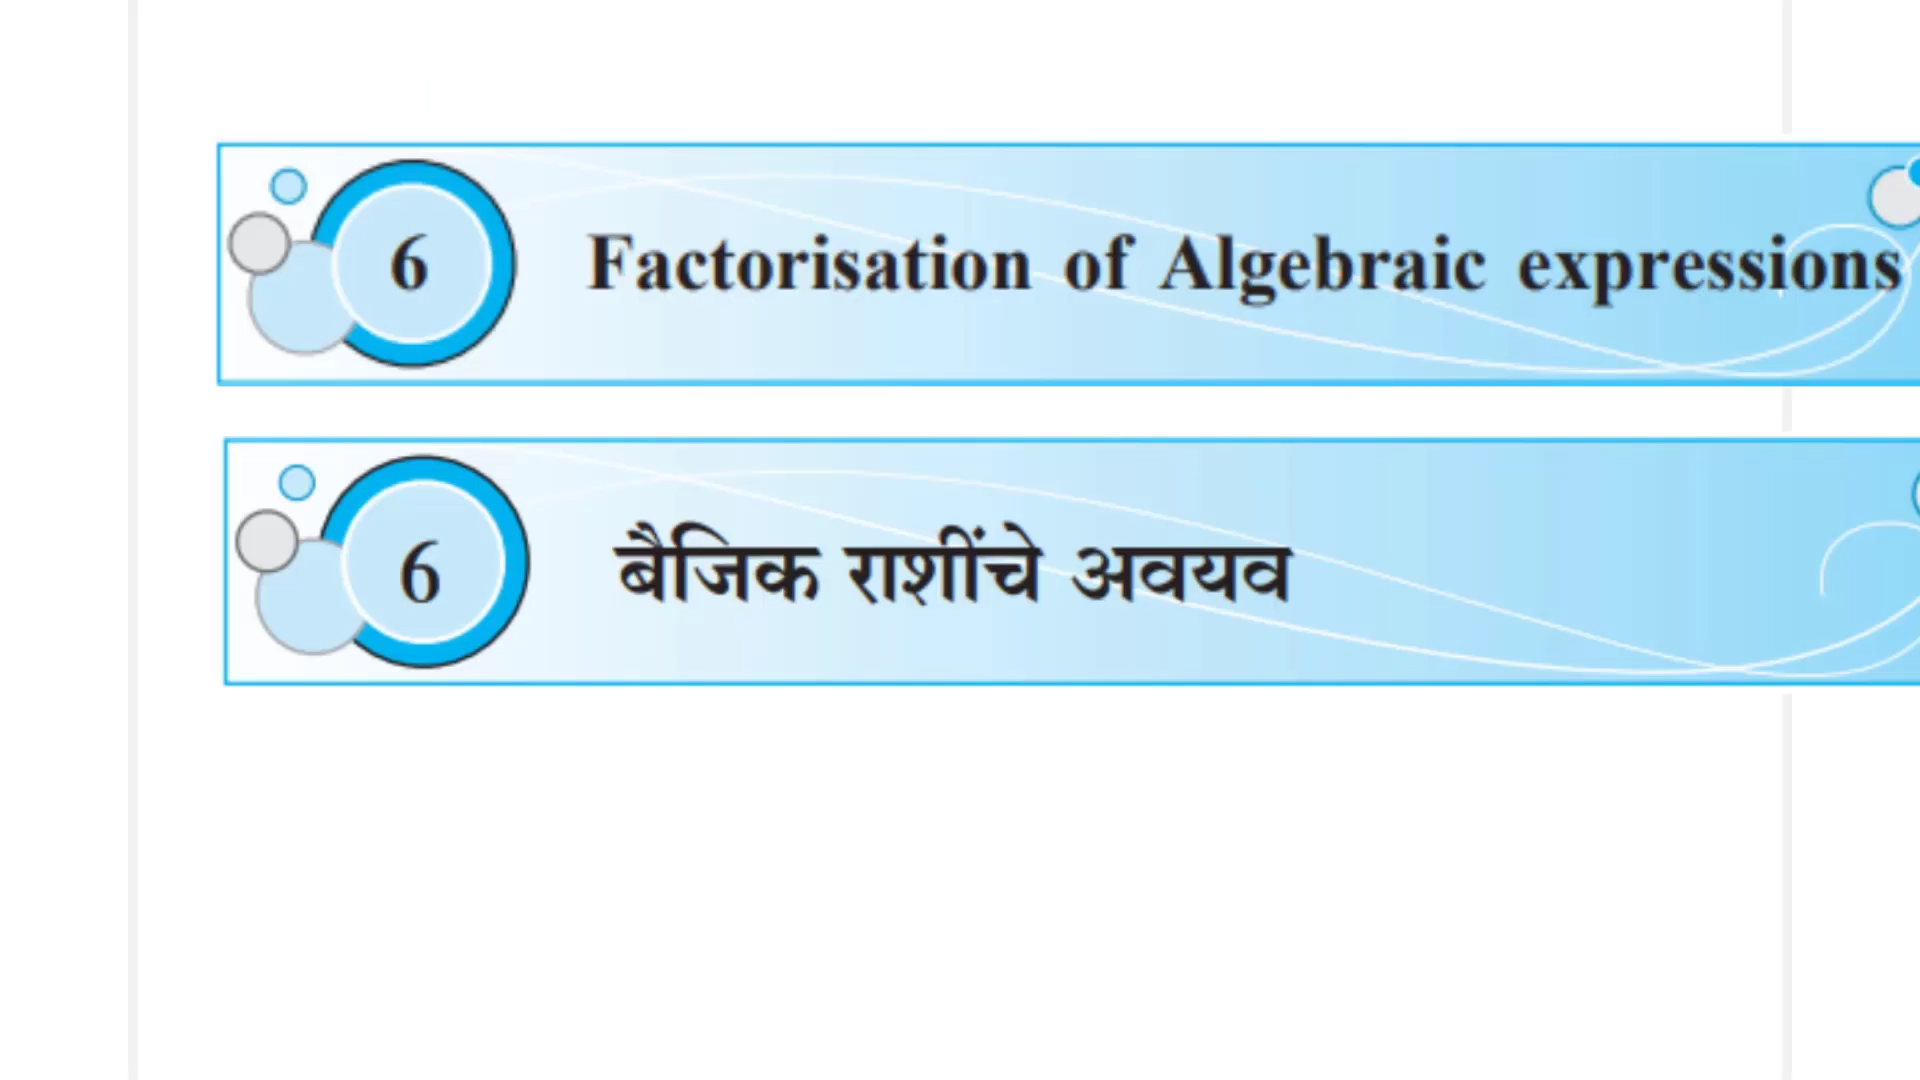 6 Factorisation of Algebraic expressions
6 बैजिक राशींचे अवयव